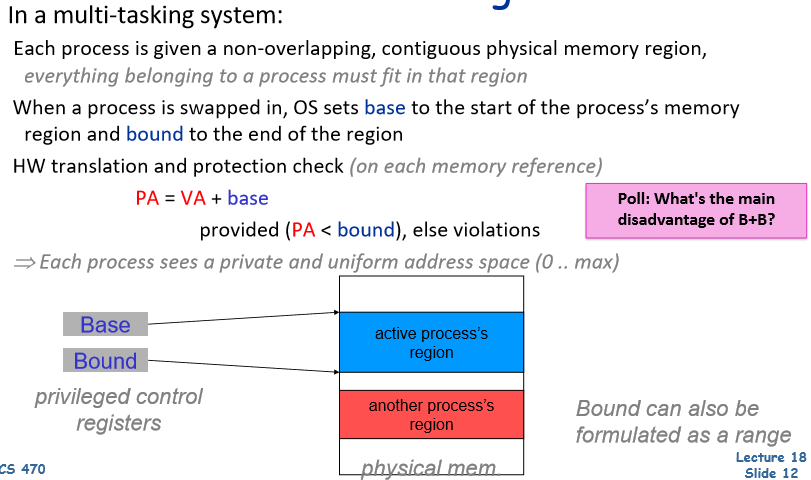 In a multi-tasking system:
Each process is given a non-overlapping, contiguous physical memory region,
everything belonging to a process must fit in that region
When a process is swapped in, OS sets base to the start of the process's memory
region and bound to the end of the region
HW translation and protection check (on each memory reference)
PA = VA + base
provided (PA < bound), else violations
Poll: What's the main
disadvantage of B+B?
⇒ Each process sees a private and uniform address space (0 .. max)
Base
Bound
privileged control
registers
active process's
region
another process's
region
physical mem.
Bound can also be
formulated as a range
CS 470
Lecture 18
Slide 12